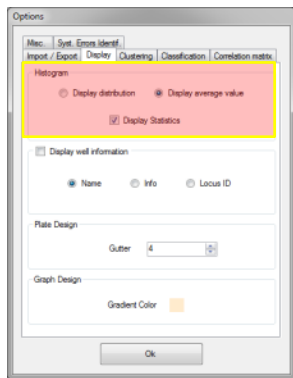 Options
Misc. Syst. Errors Identif.
Import / Export Display Clustering Classification Correlation matrix
Histogram
Display distribution Display average value
Display Statistics
Display well information
Name Info Locus ID
Plate Design
Gutter 4
Graph Design
Gradient Color
Ok